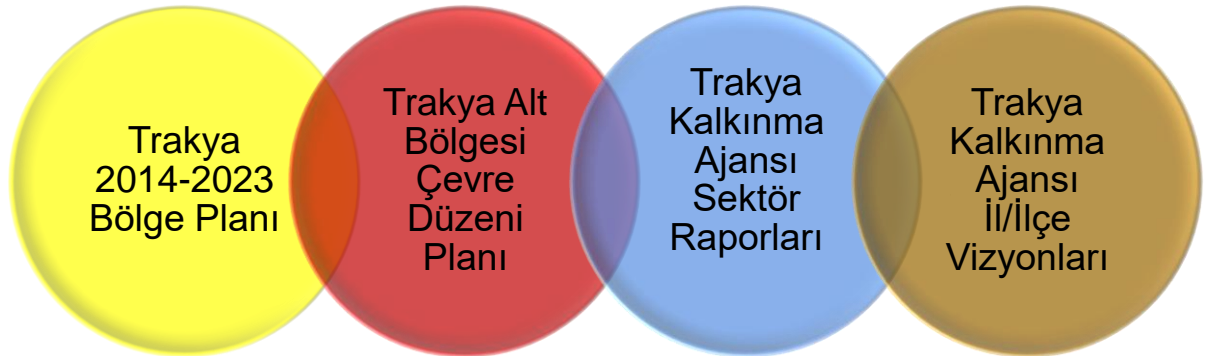 Trakya
2014-2023
Bölge Planı
Trakya Alt
Bölgesi
Çevre
Düzeni
Planı
Trakya
Kalkınma
Ajansı
Sektör
Raporları
Trakya
Kalkınma
Ajansı
İl/İlçe
Vizyonları